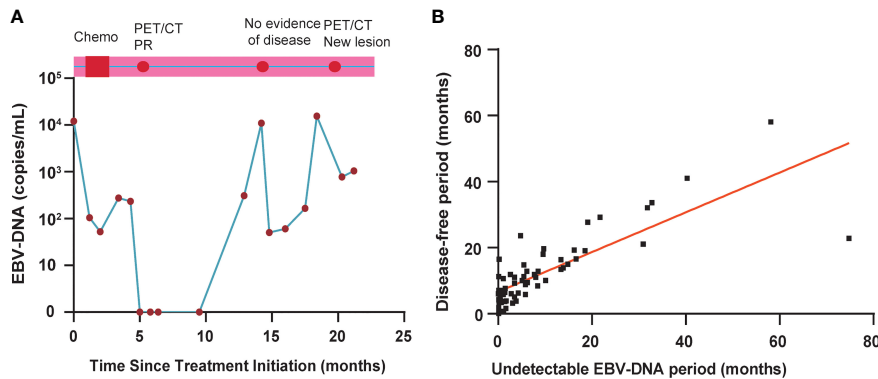 A
Chemo
PET/CT
PR
No evidence
of disease
PET/CT
New lesion
EBV-DNA (copies/mL)
10⁵
10⁴
10³
10²
10
0
0
5
10
15
20
25
Time Since Treatment Initiation (months)
B
Disease-free period (months)
80
60
40
20
0
0
20
40
60
80
Undetectable EBV-DNA period (months)